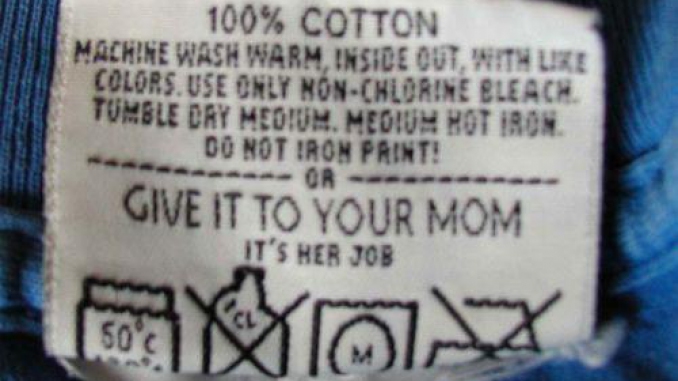 100% COTTON
MACHINE WASH WARM, INSIDE OUT, WITH LIKE
COLORS. USE ONLY NON-CHLORINE BLEACH.
TUMBLE DRY MEDIUM. MEDIUM HOT IRON.
DO NOT IRON PRINT!
OR
GIVE IT TO YOUR MOM
IT'S HER JOB
50°C CL M